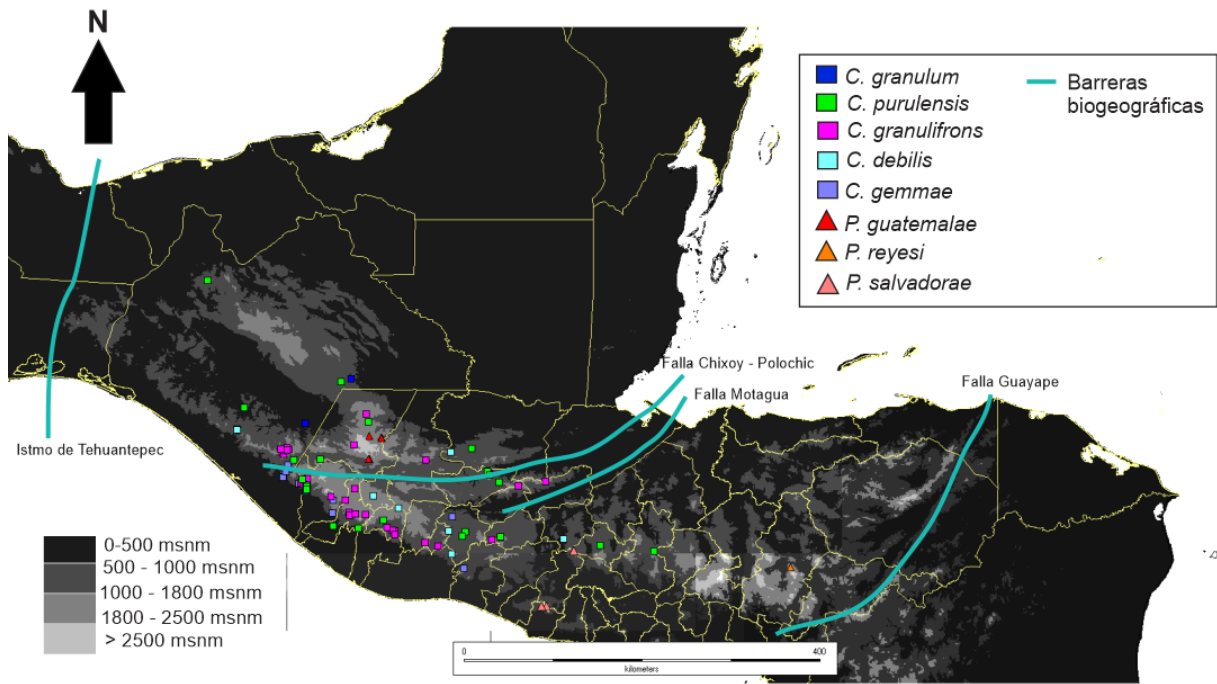 N
C. granulum
C. purulensis
C. granulifrons
C. debilis
C. gemmae
P. guatemalae
P. reyesi
P. salvadorae
Barreras
biogeográficas
Falla Chixoy - Polochic
Falla Motagua
Falla Guayape
Istmo de Tehuantepec
0-500 msnm
500 - 1000 msnm
1000 - 1800 msnm
1800 - 2500 msnm
> 2500 msnm
0 400
kilometers